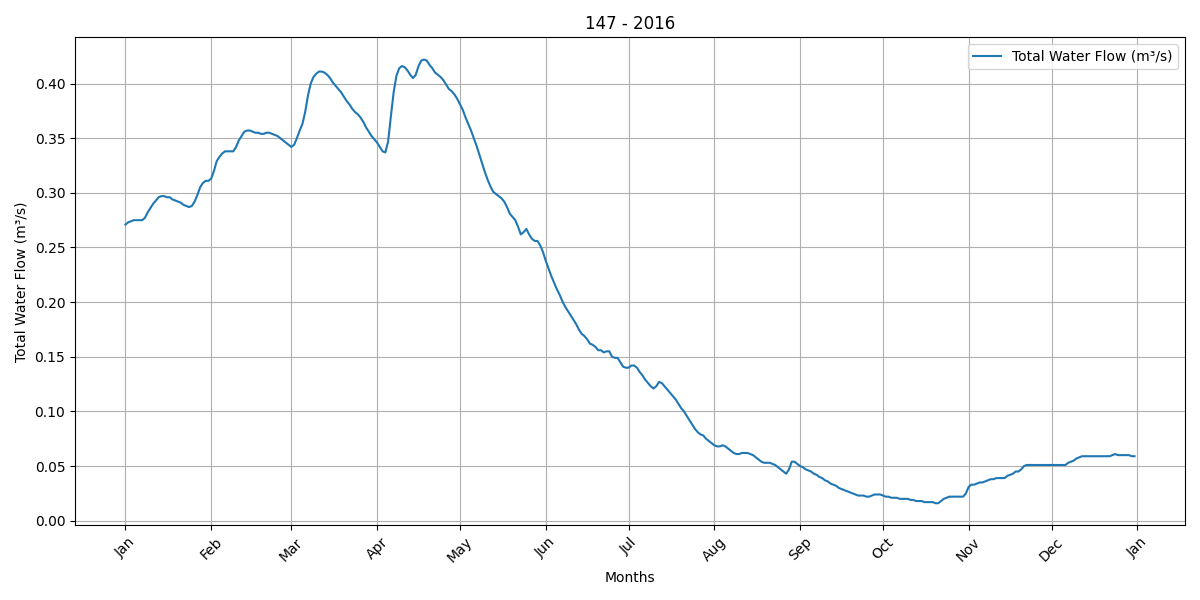 147 - 2016
Total Water Flow (m³/s)
Total Water Flow (m³/s)
0.40
0.35
0.30
0.25
0.20
0.15
0.10
0.05
0.00
Jan Feb Mar Apr May Jun Jul Aug Sep Oct Nov Dec Jan
Months